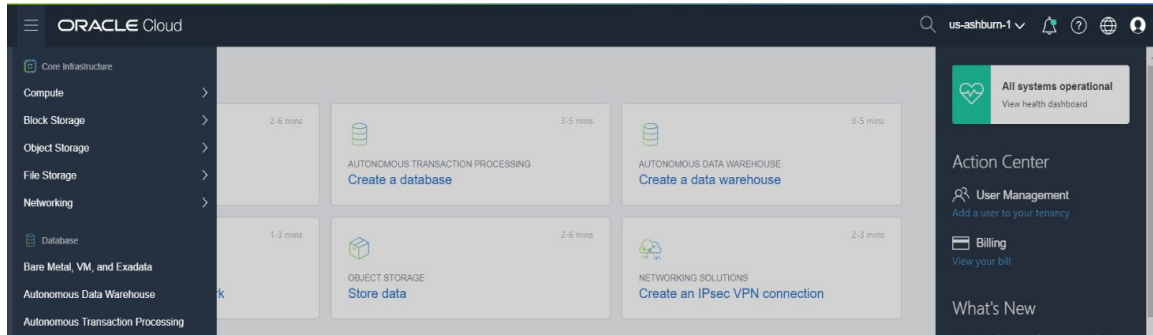 ORACLE Cloud
us-ashburn-1
Core Infrastructure
Compute
Block Storage
Object Storage
File Storage
Networking
Database
Bare Metal, VM, and Exadata
Autonomous Data Warehouse
Autonomous Transaction Processing
2-6 mins
3-5 mins
AUTONOMOUS TRANSACTION PROCESSING
Create a database
3-5 mins
AUTONOMOUS DATA WAREHOUSE
Create a data warehouse
1-3 mins
rk
2-6 mins
OBJECT STORAGE
Store data
2-3 mins
NETWORKING SOLUTIONS
Create an IPsec VPN connection
All systems operational
View health dashboard
Action Center
User Management
Add a user to your tenancy
Billing
View your bill
What's New